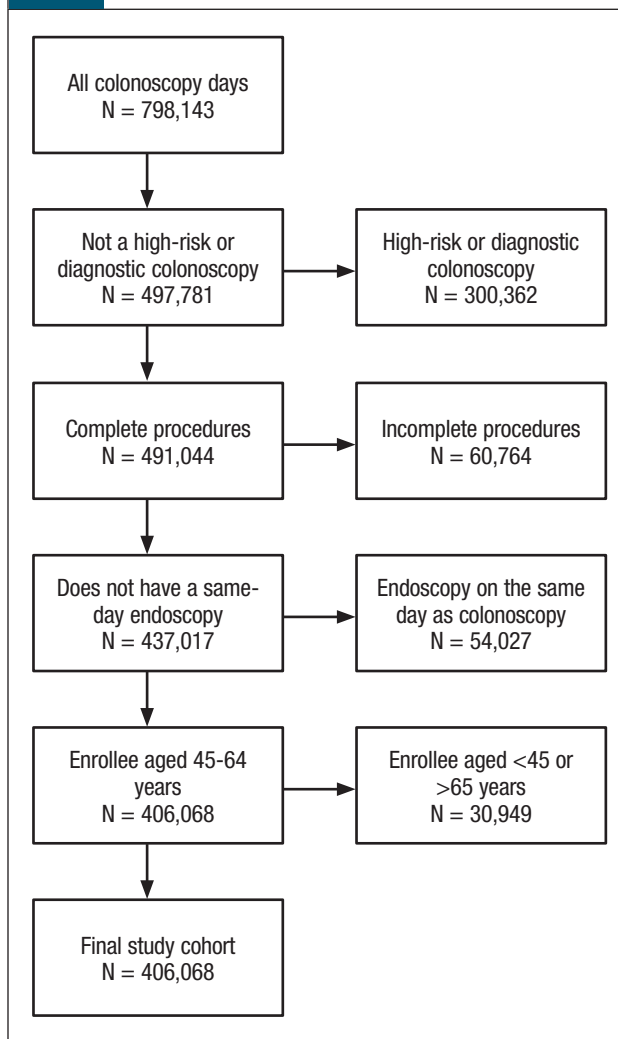 All colonoscopy days
N = 798,143
Not a high-risk or
diagnostic colonoscopy
N = 497,781
High-risk or diagnostic
colonoscopy
N = 300,362
Complete procedures
N = 491,044
Incomplete procedures
N = 60,764
Does not have a same-
day endoscopy
N = 437,017
Endoscopy on the same
day as colonoscopy
N = 54,027
Enrollee aged 45-64
years
N = 406,068
Enrollee aged <45 or
>65 years
N = 30,949
Final study cohort
N = 406,068